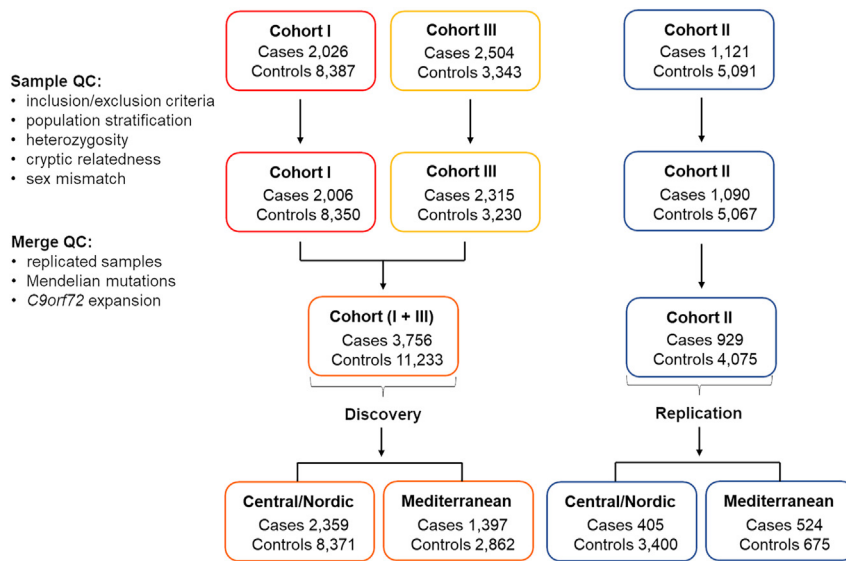 Cohort I
Cases 2,026
Controls 8,387
Cohort III
Cases 2,504
Controls 3,343
Cohort II
Cases 1,121
Controls 5,091
Sample QC:
• inclusion/exclusion criteria
• population stratification
• heterozygosity
• cryptic relatedness
• sex mismatch
Cohort I
Cases 2,006
Controls 8,350
Cohort III
Cases 2,315
Controls 3,230
Cohort II
Cases 1,090
Controls 5,067
Merge QC:
• replicated samples
• Mendelian mutations
• C9orf72 expansion
Cohort (I + III)
Cases 3,756
Controls 11,233
Cohort II
Cases 929
Controls 4,075
Discovery
Replication
Central/Nordic
Cases 2,359
Controls 8,371
Mediterranean
Cases 1,397
Controls 2,862
Central/Nordic
Cases 405
Controls 3,400
Mediterranean
Cases 524
Controls 675